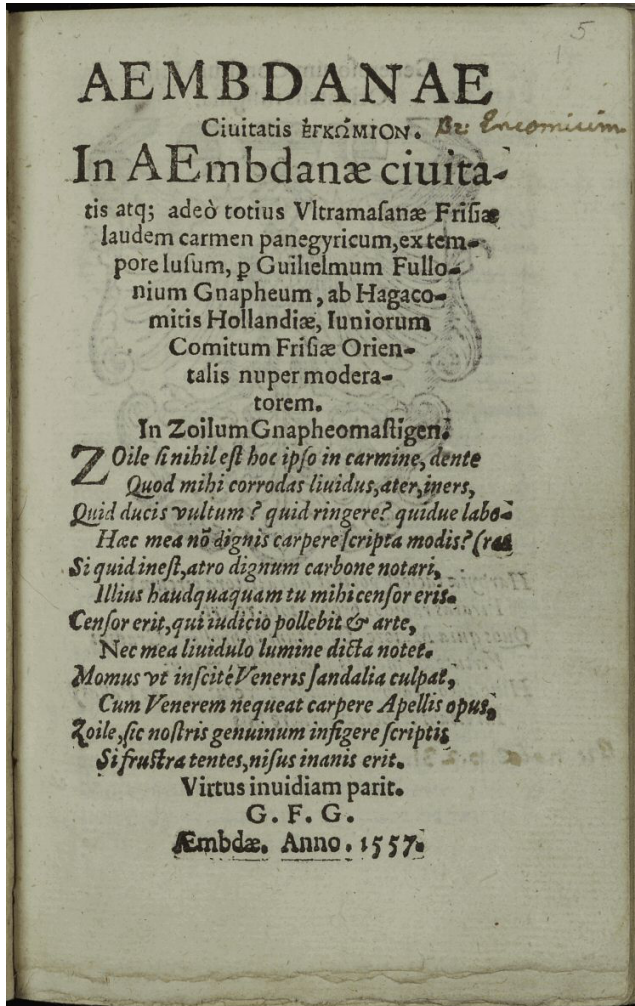 5
AEMBDANAE
Ciuitatis ἐγκώμιον. Encomium.
In AEmbdanæ ciuita-
tis atq; adeò totius Vltramasanæ Frisiæ
laudem carmen panegyricum, ex tem-
pore lusum, ꝑ Guilielmum Fullo-
nium Gnapheum, ab Hagaco-
mitis Hollandiæ, Iuniorum
Comitum Frisiæ Orien-
talis nuper modera-
torem.
In Zoilum Gnapheomastigen.
ZOile si nihil est hoc ipso in carmine, dente
Quod mihi corrodas liuidus, ater, iners,
Quid ducis vultum? quid ringere? quidue labo-
Hæc mea nō dignis carpere scripta modis? (ras
Si quid inest, atro dignum carbone notari,
Illius haudquaquam tu mihi censor eris.
Censor erit, qui iudicio pollebit & arte,
Nec mea liuidulo lumine dicta notet.
Momus vt inscitè Veneris sandalia culpat,
Cum Venerem nequeat carpere Apellis opus,
Zoile, sic nostris genuinum infigere scriptis
Si frustra tentes, nisus inanis erit.
Virtus inuidiam parit.
G. F. G.
Æmbdæ. Anno. 1557.